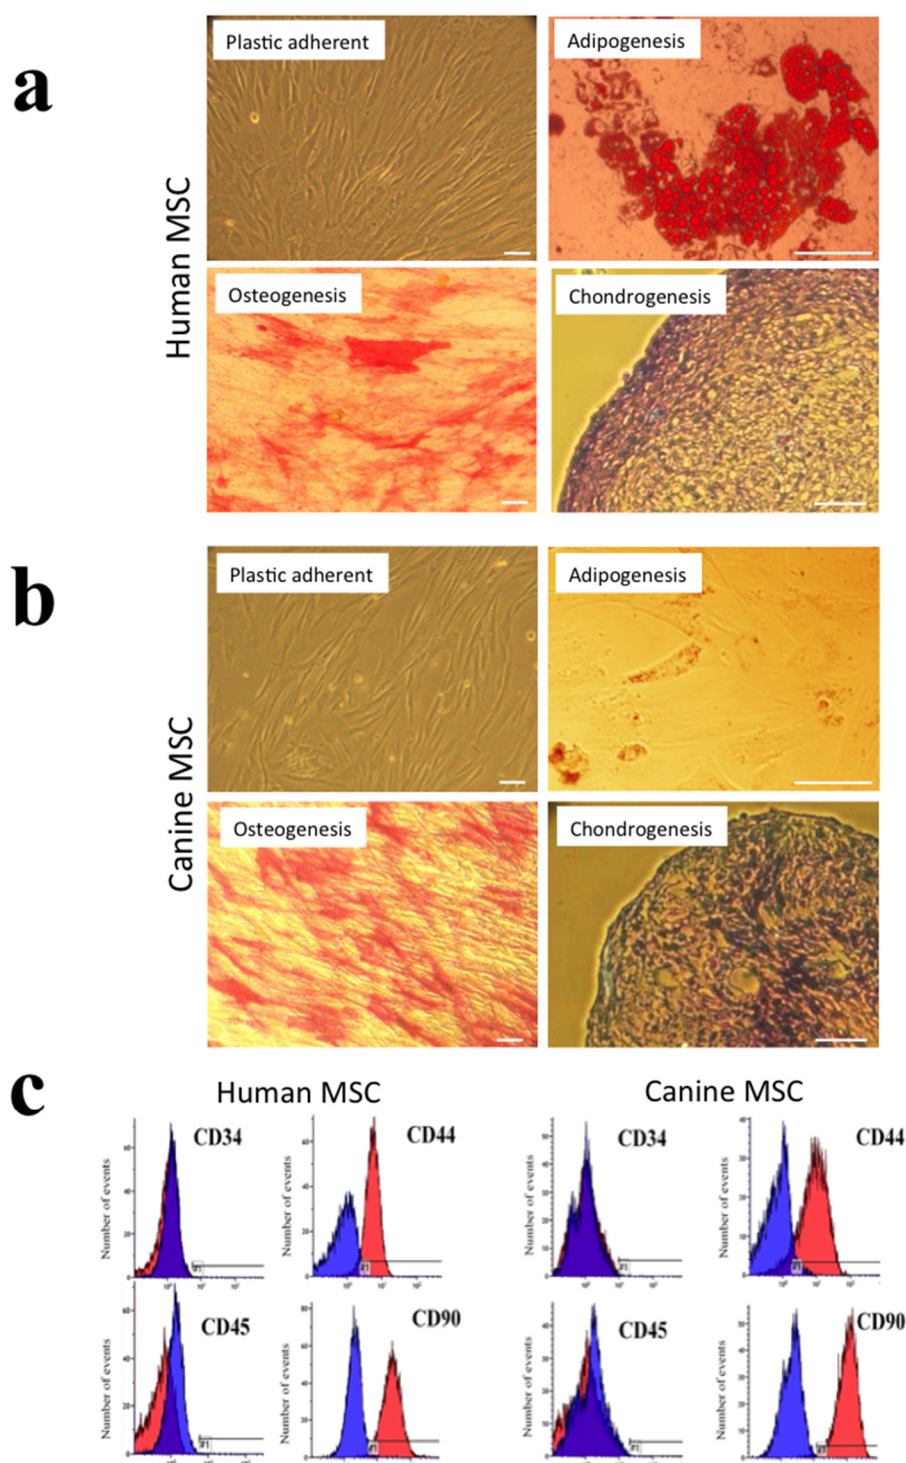 a
Human MSC
Plastic adherent
Adipogenesis
Osteogenesis
Chondrogenesis
b
Canine MSC
Plastic adherent
Adipogenesis
Osteogenesis
Chondrogenesis
c
Human MSC
Canine MSC
Number of events
CD34
Number of events
CD44
Number of events
CD34
Number of events
CD44
Number of events
CD45
Number of events
CD90
Number of events
CD45
Number of events
CD90